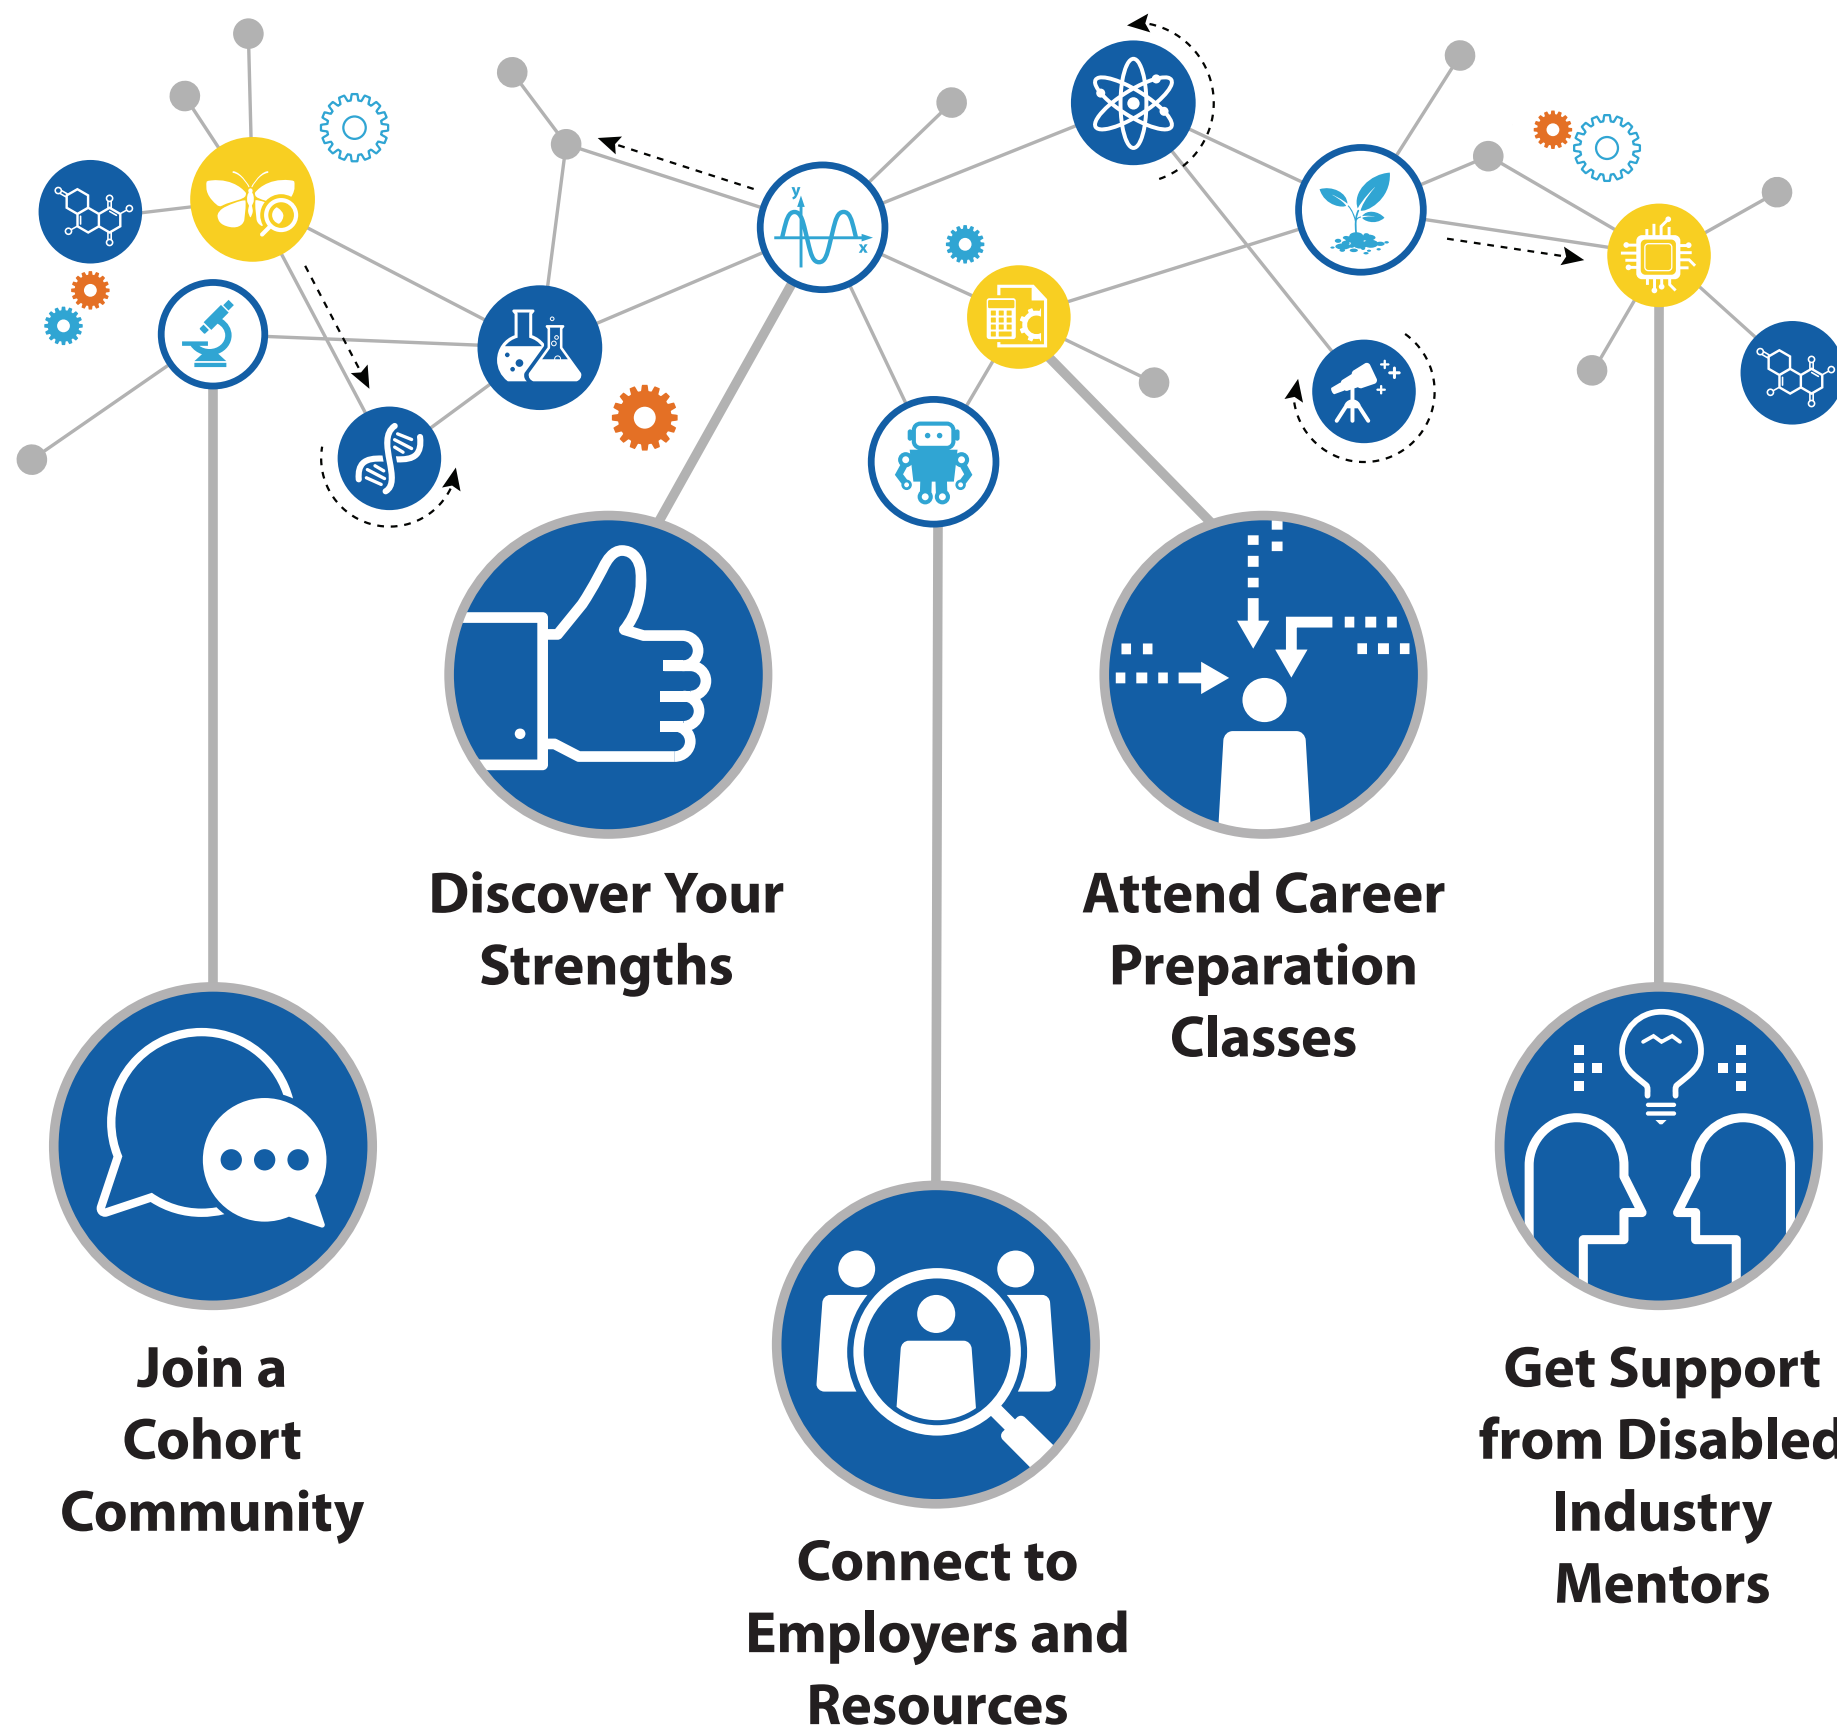 y
x
Discover Your
Strengths
Attend Career
Preparation
Classes
Join a
Cohort
Community
Connect to
Employers and
Resources
Get Support
from Disabled
Industry
Mentors